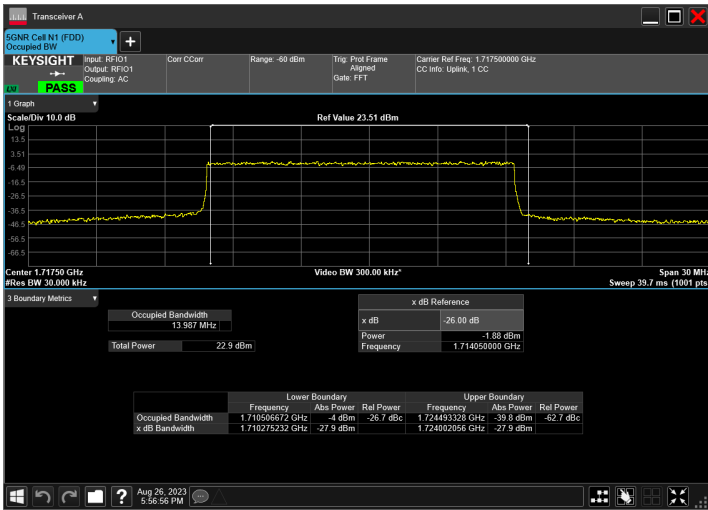 Transceiver A
5GNR Cell N1 (FDD)
Occupied BW
KEYSIGHT
Input: RFIO1
Output: RFIO1
Coupling: AC
Corr CCorr
Range: -60 dBm
Trig: Prot Frame
Aligned
Gate: FFT
Carrier Ref Freq: 1.717500000 GHz
CC Info: Uplink, 1 CC
LXI
PASS
1 Graph
Scale/Div 10.0 dB
Ref Value 23.51 dBm
Log
13.5
3.51
-6.49
-16.5
-26.5
-36.5
-46.5
-56.5
-66.5
Center 1.71750 GHz
Video BW 300.00 kHz*
Span 30 MHz
#Res BW 30.000 kHz
Sweep 39.7 ms (1001 pts
3 Boundary Metrics
Occupied Bandwidth
13.987 MHz
Total Power 22.9 dBm
x dB Reference
x dB -26.00 dB
Power -1.88 dBm
Frequency 1.714050000 GHz
Lower Boundary Upper Boundary
Frequency Abs Power Rel Power Frequency Abs Power Rel Power
Occupied Bandwidth 1.710506672 GHz -4 dBm -26.7 dBc 1.724493328 GHz -39.8 dBm -62.7 dBc
x dB Bandwidth 1.710275232 GHz -27.9 dBm 1.724002056 GHz -27.9 dBm
Aug 26, 2023
5:56:56 PM